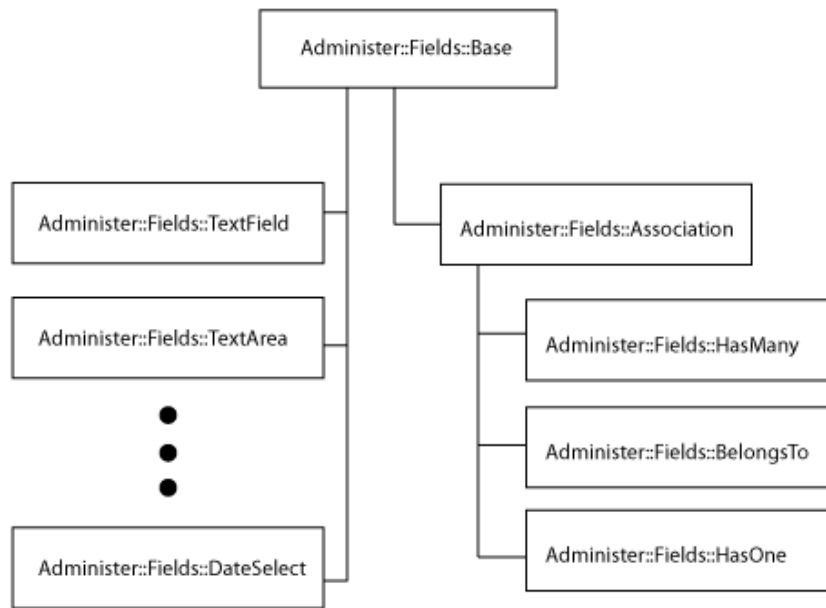 Administer::Fields::Base
Administer::Fields::TextField
Administer::Fields::Association
Administer::Fields::TextArea
Administer::Fields::HasMany
Administer::Fields::BelongsTo
Administer::Fields::HasOne
Administer::Fields::DateSelect